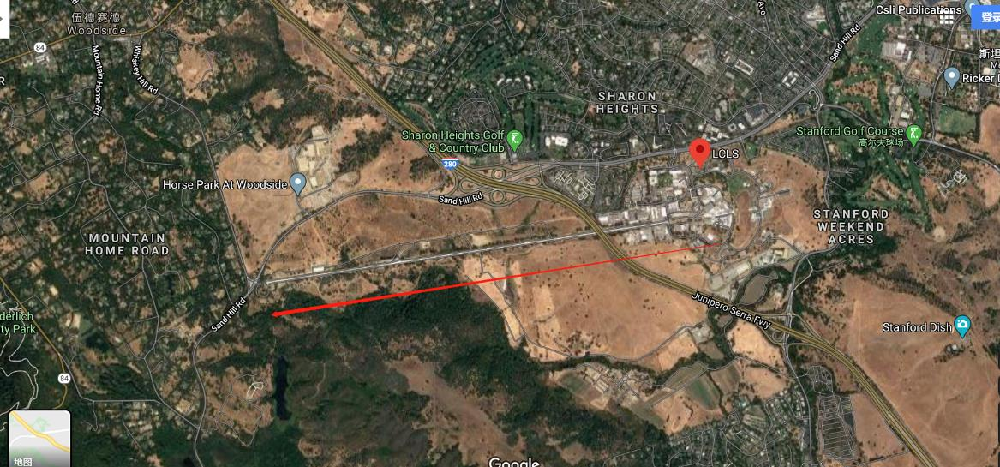 伍德赛德
Woodside
84
Mountain Home Rd
Whiskey Hill Rd
Ave
Csli Publications
登录
Sand Hill Rd
Ricker
SHARON
HEIGHTS
Sharon Heights Golf
& Country Club
Stanford Golf Course
高尔夫球场
280
LCLS
Horse Park At Woodside
Sand Hill Rd
STANFORD
WEEKEND
ACRES
MOUNTAIN
HOME ROAD
Sand Hill Rd
Junipero Serra Fwy
Stanford Dish
derlich
ty Park
84
地图
Google